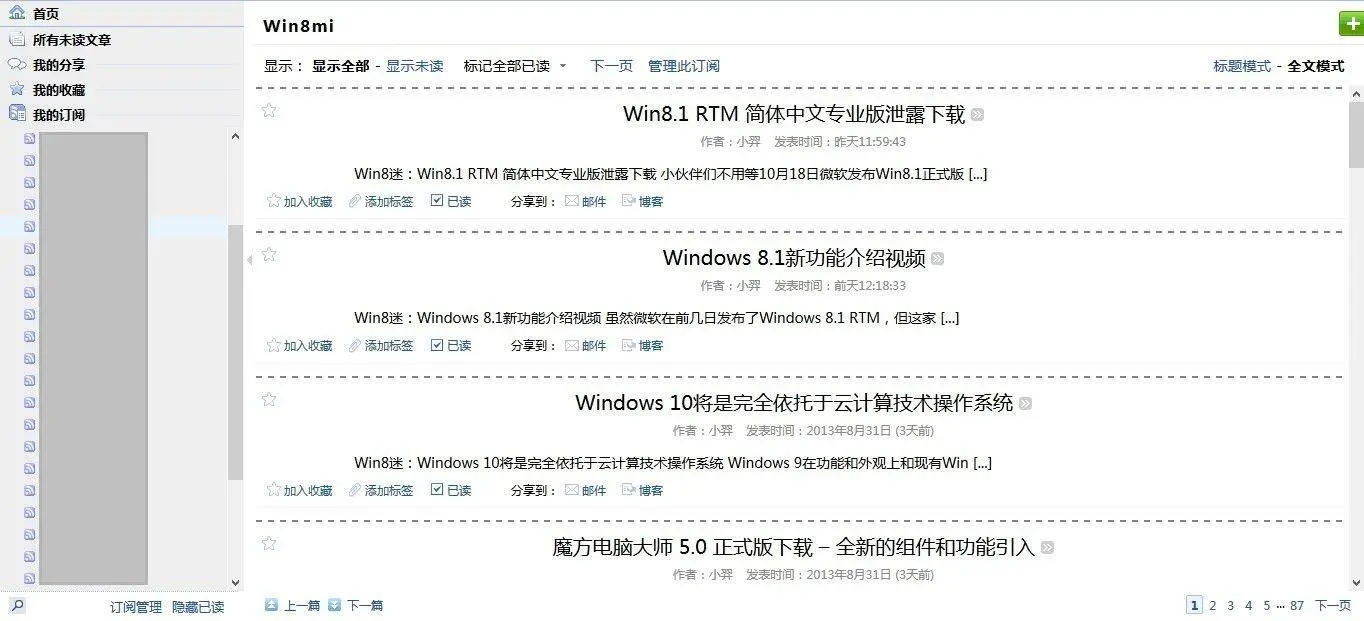 首页
所有未读文章
我的分享
我的收藏
我的订阅
订阅管理 隐藏已读
Win8mi
显示： 显示全部 - 显示未读 标记全部已读 下一页 管理此订阅 标题模式 - 全文模式
Win8.1 RTM 简体中文专业版泄露下载
作者：小羿 发表时间：昨天11:59:43
Win8迷：Win8.1 RTM 简体中文专业版泄露下载 小伙伴们不用等10月18日微软发布Win8.1正式版 [...]
加入收藏 添加标签 已读 分享到： 邮件 博客
Windows 8.1新功能介绍视频
作者：小羿 发表时间：前天12:18:33
Win8迷：Windows 8.1新功能介绍视频 虽然微软在前几日发布了Windows 8.1 RTM，但这家 [...]
加入收藏 添加标签 已读 分享到： 邮件 博客
Windows 10将是完全依托于云计算技术操作系统
作者：小羿 发表时间：2013年8月31日 (3天前)
Win8迷：Windows 10将是完全依托于云计算技术操作系统 Windows 9在功能和外观上和现有Win [...]
加入收藏 添加标签 已读 分享到： 邮件 博客
魔方电脑大师 5.0 正式版下载 – 全新的组件和功能引入
作者：小羿 发表时间：2013年8月31日 (3天前)
上一篇 下一篇 1 2 3 4 5 ... 87 下一页